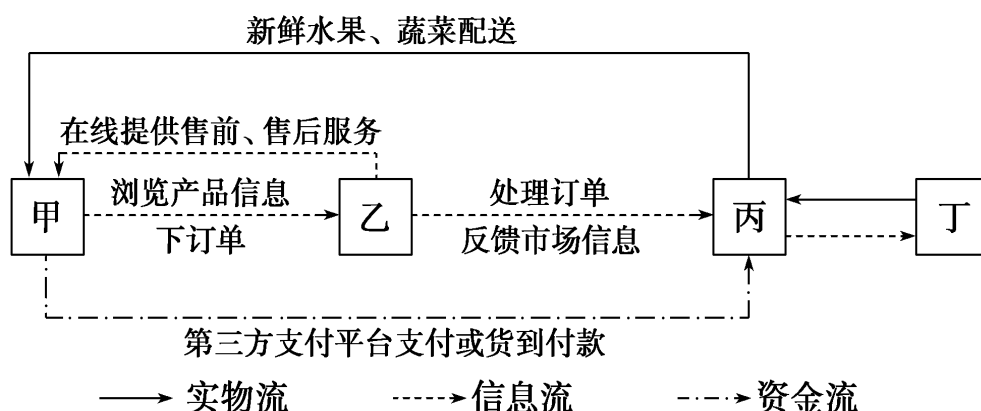 新鲜水果、蔬菜配送
在线提供售前、售后服务
甲
浏览产品信息
下订单
乙
处理订单
反馈市场信息
丙
丁
第三方支付平台支付或货到付款
实物流
信息流
资金流